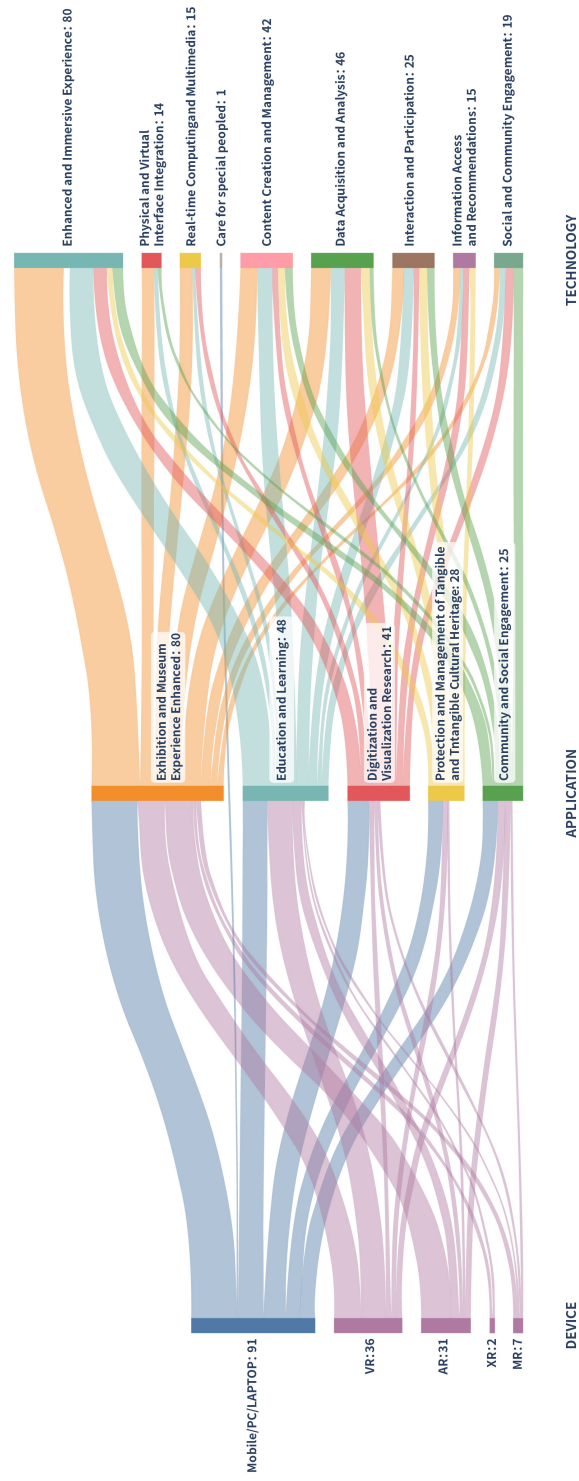 Enhanced and Immersive Experience: 80
Physical and Virtual
Interface Integration: 14
Real-time Computingand Multimedia: 15
Care for special peopled: 1
Content Creation and Management: 42
Data Acquisition and Analysis: 46
Interaction and Participation: 25
Information Access
and Recommendations: 15
Social and Community Engagement: 19
TECHNOLOGY
Exhibition and Museum
Experience Enhanced: 80
Education and Learning: 48
Digitization and
Visualization Research: 41
Protection and Management of Tangible
and Tntangible Cultural Heritage: 28
Community and Social Engagement: 25
APPLICATION
Mobile/PC/LAPTOP: 91
VR:36
AR:31
XR:2
MR:7
DEVICE